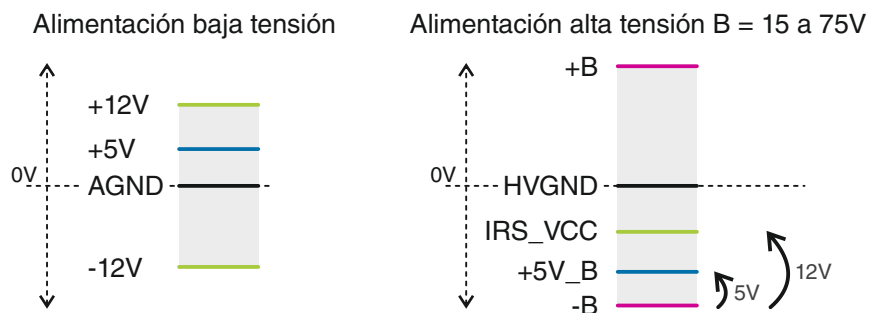 Alimentación baja tensión
+12V
+5V
0V
AGND
-12V
Alimentación alta tensión B = 15 a 75V
+B
0V
HVGND
IRS_VCC
+5V_B
-B
5V
12V